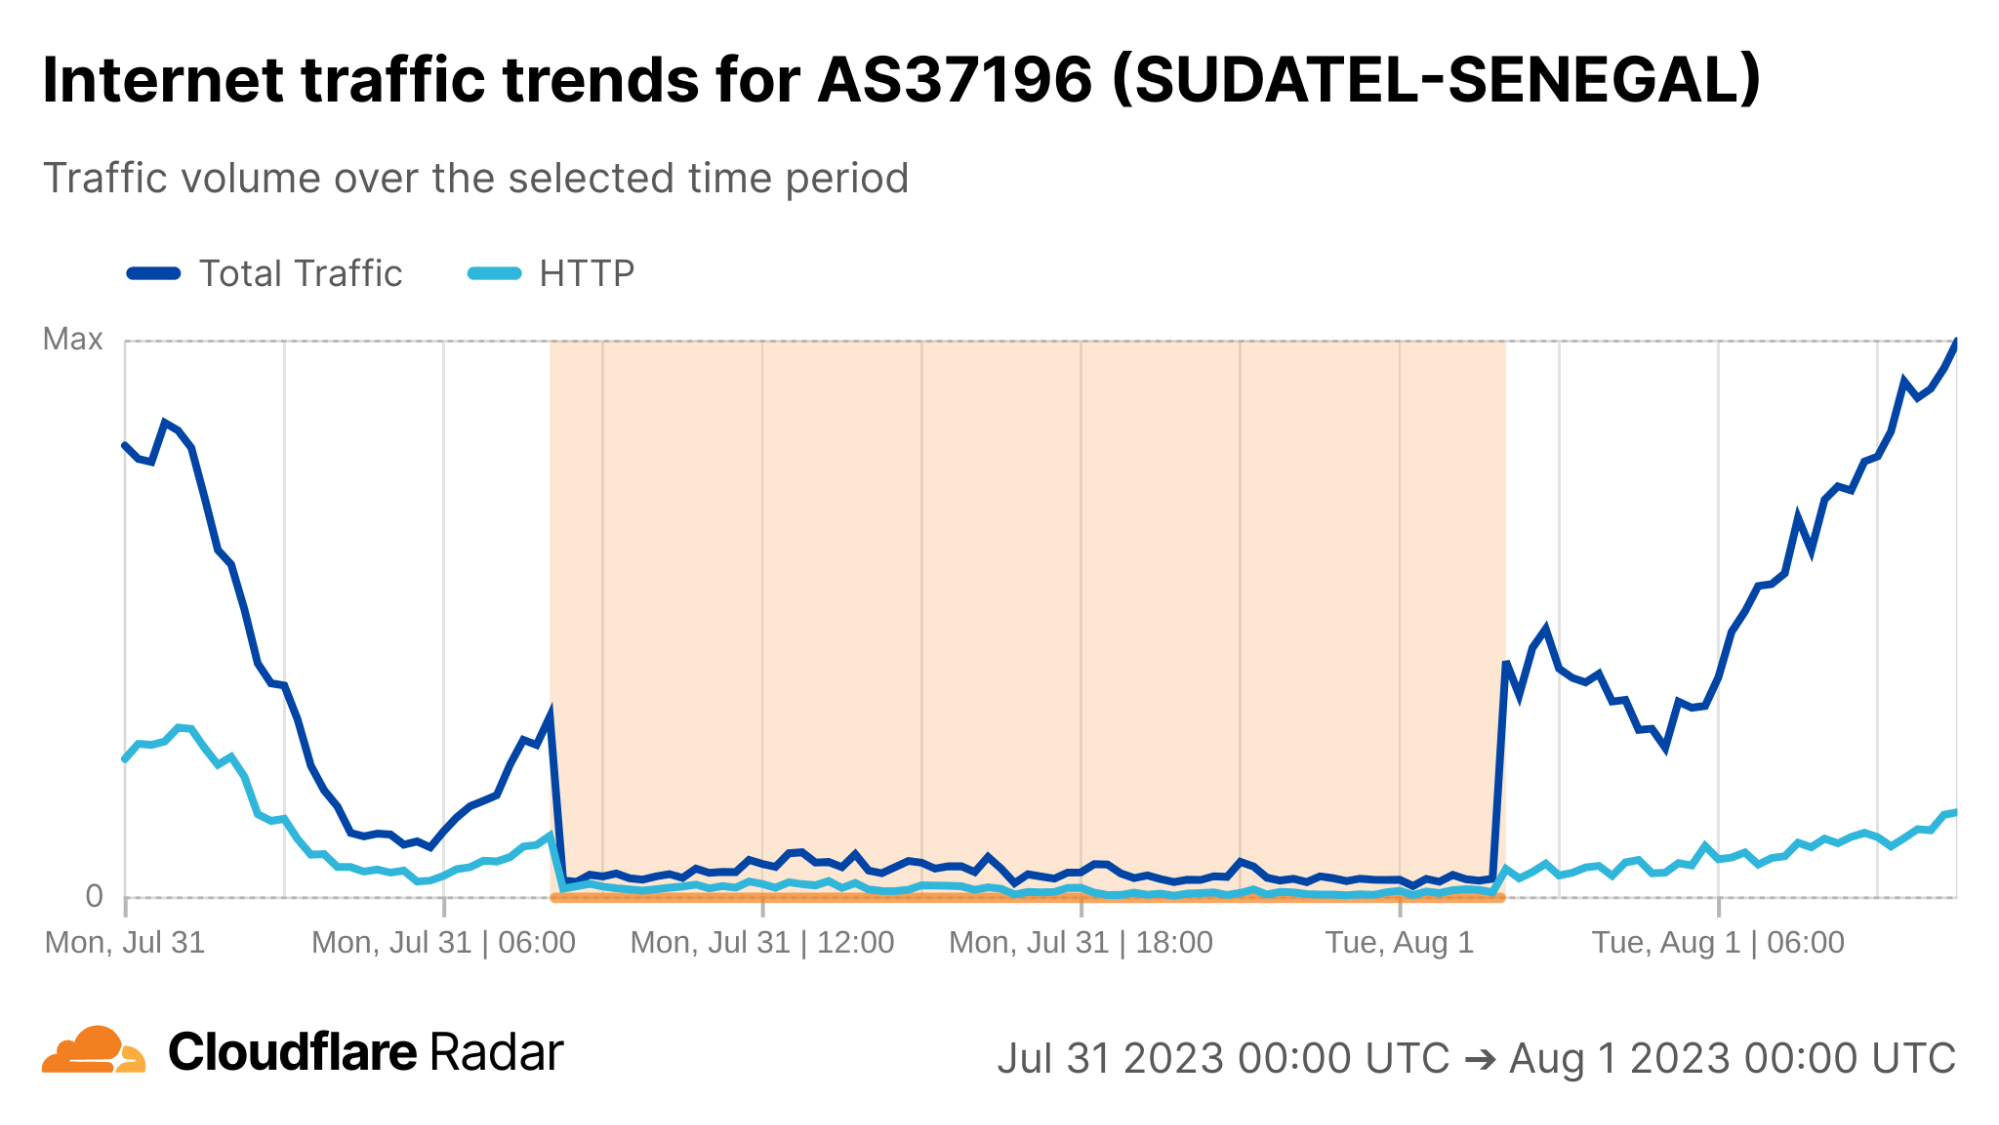 Internet traffic trends for AS37196 (SUDATEL-SENEGAL)
Traffic volume over the selected time period
Total Traffic HTTP
Max
0
Mon, Jul 31 Mon, Jul 31 | 06:00 Mon, Jul 31 | 12:00 Mon, Jul 31 | 18:00 Tue, Aug 1 Tue, Aug 1 | 06:00
Cloudflare Radar
Jul 31 2023 00:00 UTC ➔ Aug 1 2023 00:00 UTC